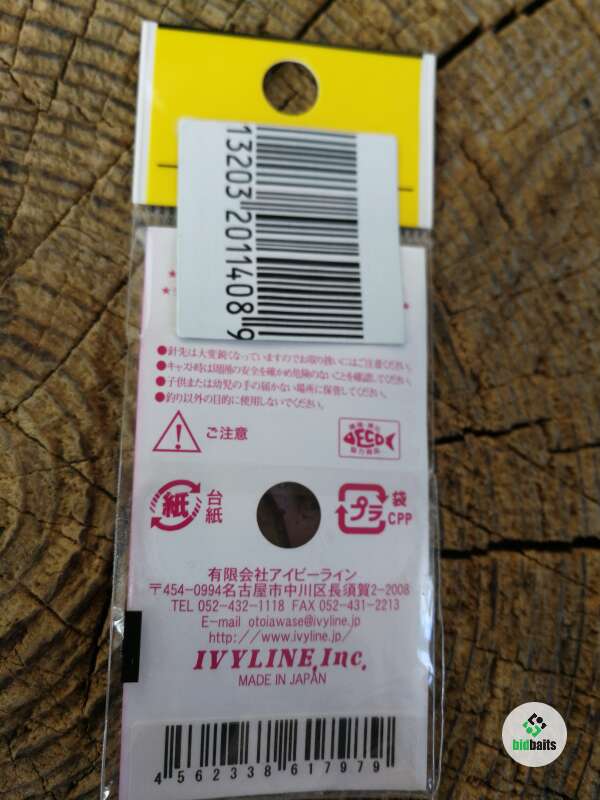 13203 2011408 9
●針先は大変鋭くなっていますのでお取り扱いにはご注意ください。
●キャスト時は周囲の安全を確かめ危険のないことを確認してください。
●子供または幼児の手の届かない場所に保管してください。
●釣り以外の目的に使用しないでください。
ご注意
ECO
紙
台紙
プラ
袋
CPP
有限会社アイビーライン
〒454-0994名古屋市中川区長須賀2-2008
TEL 052-432-1118 FAX 052-431-2213
E-mail otoiawase@ivyline.jp
http://www.ivyline.jp/
IVYLINE,Inc.
MADE IN JAPAN
4562338617979
bidbaits